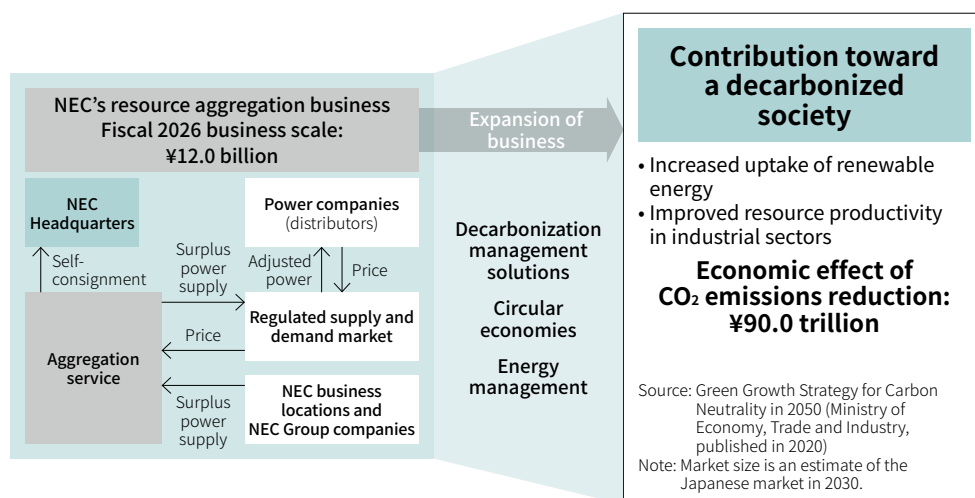 NEC's resource aggregation business
Fiscal 2026 business scale:
¥12.0 billion
NEC
Headquarters
Power companies
(distributors)
Self-
consignment
Surplus
power
supply
Adjusted
power
Price
Regulated supply and
demand market
Price
Aggregation
service
Surplus
power
supply
NEC business
locations and
NEC Group companies
Expansion of
business
Decarbonization
management
solutions
Circular
economies
Energy
management
Contribution toward
a decarbonized
society
• Increased uptake of renewable
energy
• Improved resource productivity
in industrial sectors
Economic effect of
CO₂ emissions reduction:
¥90.0 trillion
Source: Green Growth Strategy for Carbon
Neutrality in 2050 (Ministry of
Economy, Trade and Industry,
published in 2020)
Note: Market size is an estimate of the
Japanese market in 2030.